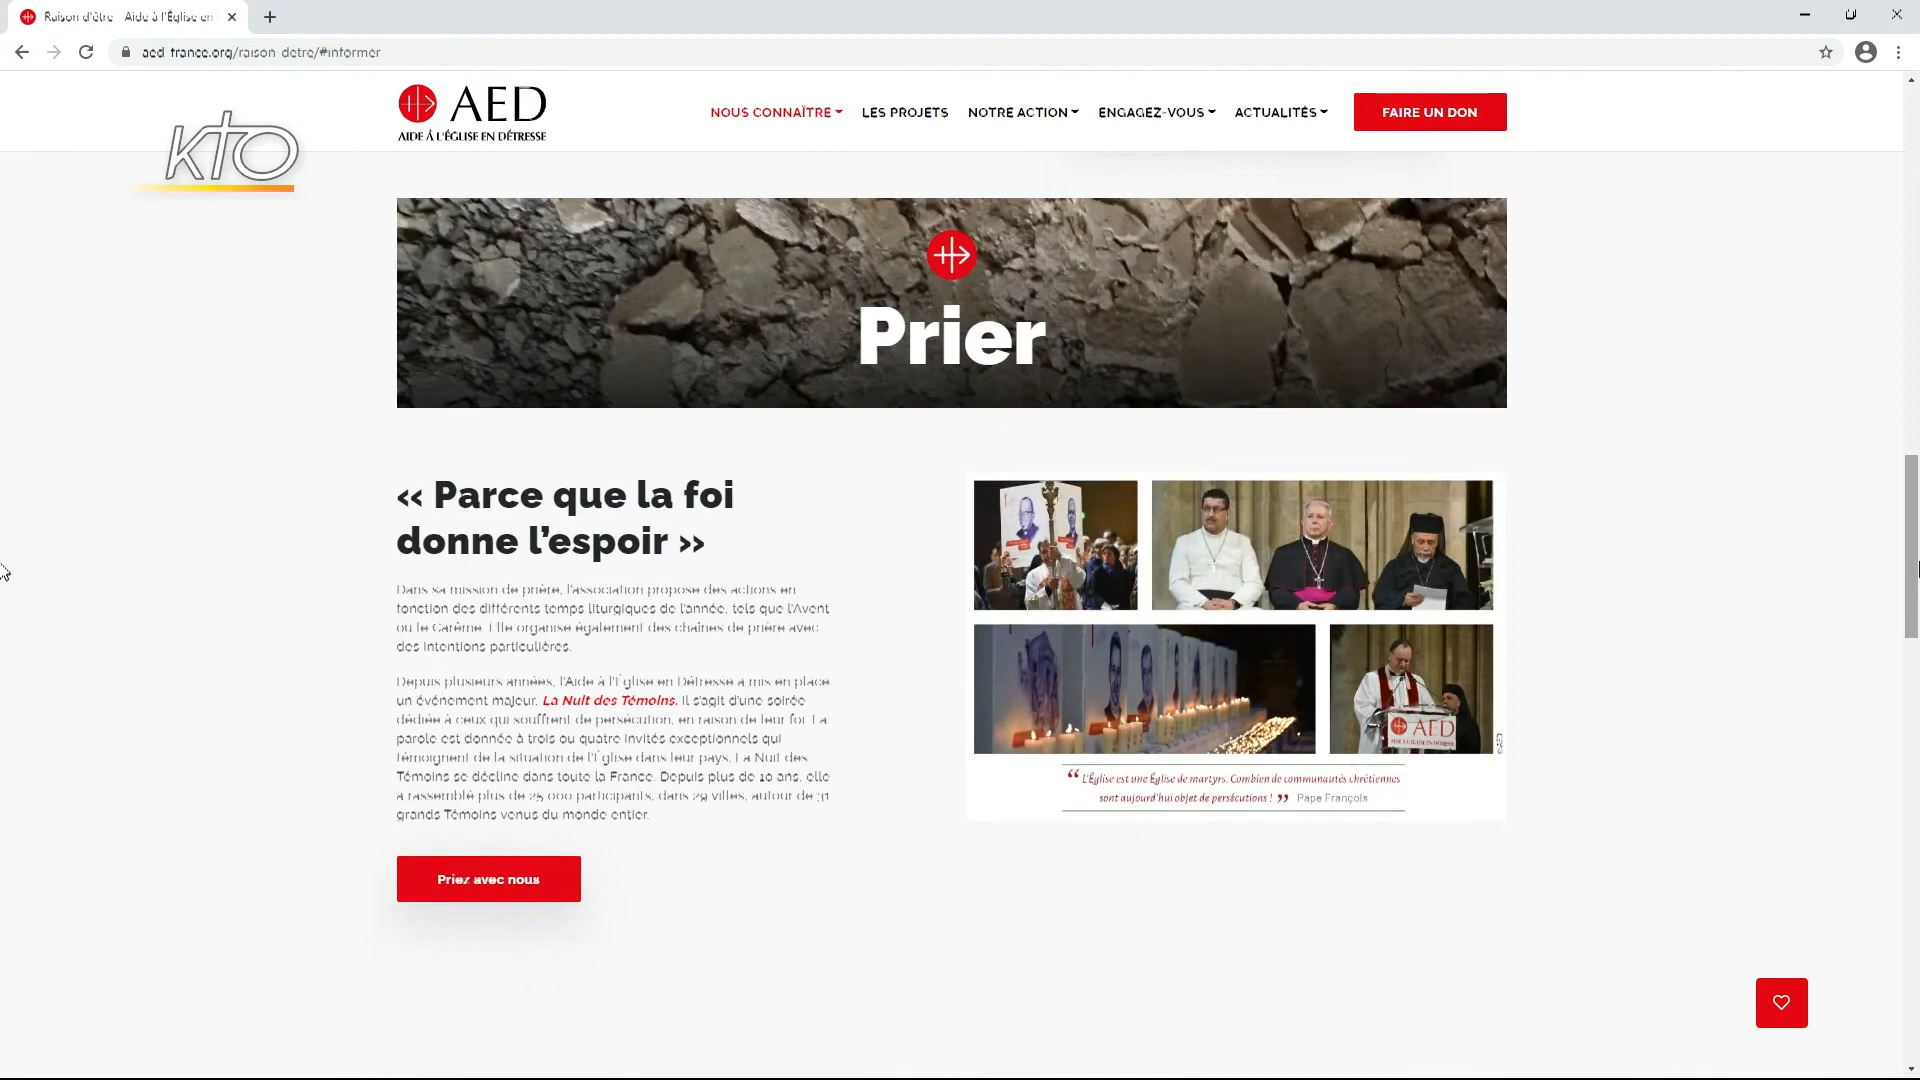 Raison d'être - Aide à l'Église en
aed-france.org/raison-detre/#informer
kto
AED
AIDE À L'ÉGLISE EN DÉTRESSE
NOUS CONNAÎTRE
LES PROJETS
NOTRE ACTION
ENGAGEZ-VOUS
ACTUALITÉS
FAIRE UN DON
Prier
« Parce que la foi
donne l'espoir »
Dans sa mission de prière, l'association propose des actions en
fonction des différents temps liturgiques de l'année, tels que l'Avent
ou le Carême. Elle organise également des chaînes de prière avec
des intentions particulières.
Depuis plusieurs années, l'Aide à l'Église en Détresse a mis en place
un événement majeur, La Nuit des Témoins. Il s'agit d'une soirée
dédiée à ceux qui souffrent de persécution, en raison de leur foi. La
parole est donnée à trois ou quatre invités exceptionnels qui
témoignent de la situation de l'Église dans leur pays. La Nuit des
Témoins se décline dans toute la France. Depuis plus de 10 ans, elle
a rassemblé plus de 25 000 participants, dans 29 villes, autour de 31
grands Témoins venus du monde entier.
Priez avec nous
AED
AIDE À L'ÉGLISE EN DÉTRESSE
©AED
“ L'Église est une Église de martyrs. Combien de communautés chrétiennes
sont aujourd'hui objet de persécutions ! ” Pape François